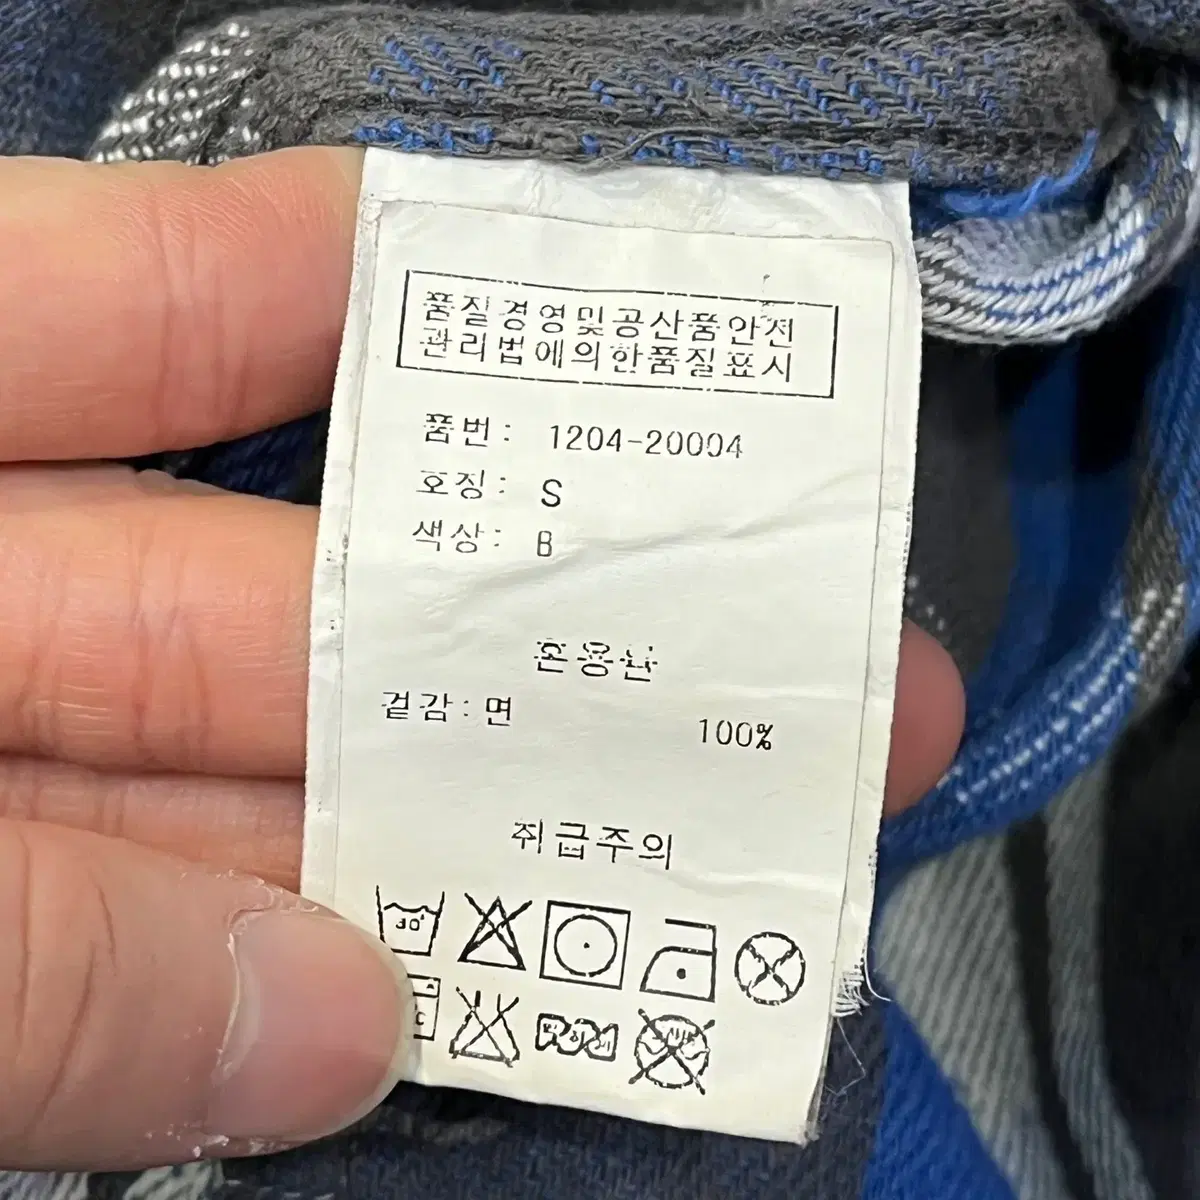 품질경영및공산품안전
관리법에의한품질표시
품번: 1204-20004
호칭: S
색상: B
혼용난
겉감:면 100%
취급주의
30°